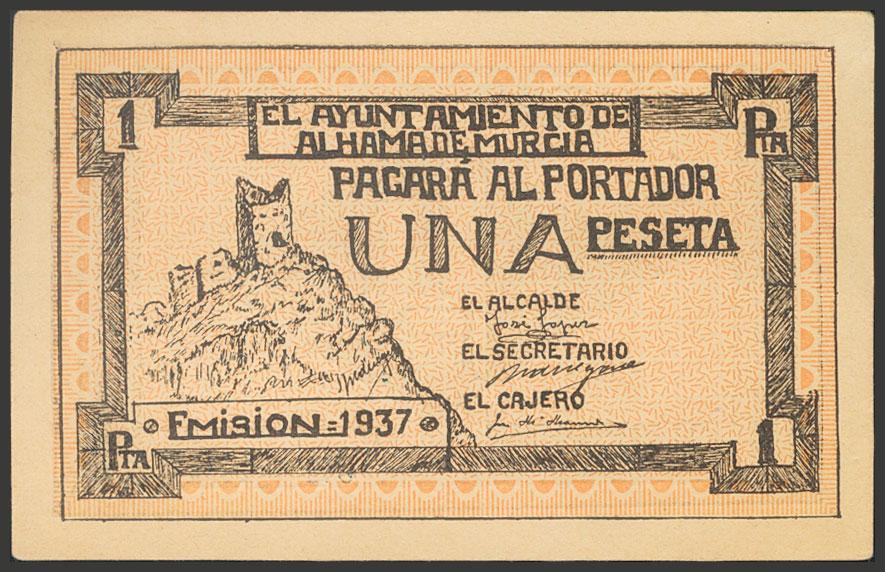 1
PTA
EL AYUNTAMIENTO DE
ALHAMA DE MURCIA
PAGARÁ AL PORTADOR
UNA PESETA
EL ALCALDE
José Lopez
EL SECRETARIO
EL CAJERO
EMISION=1937
PTA
1